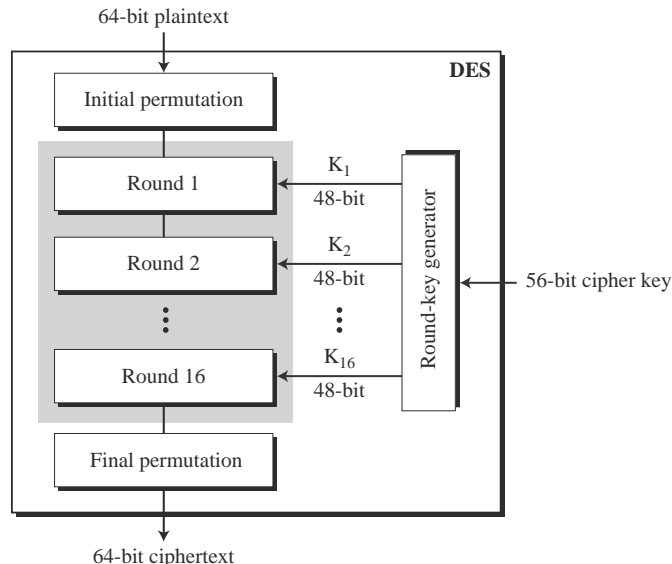 64-bit plaintext
DES
Initial permutation
Round 1
K1
48-bit
Round 2
K2
48-bit
Round-key generator
56-bit cipher key
Round 16
K16
48-bit
Final permutation
64-bit ciphertext